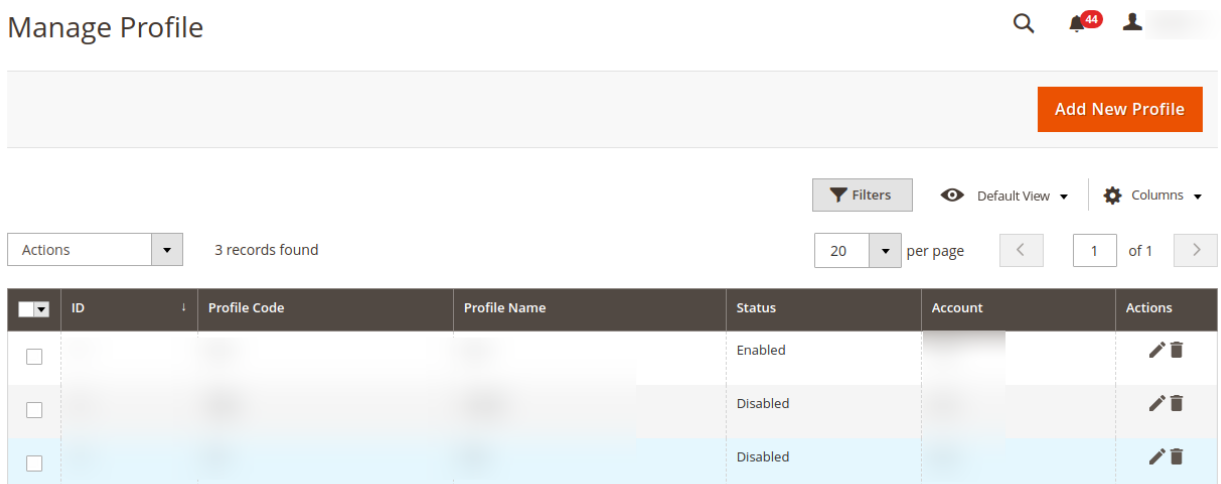 Manage Profile
44
Add New Profile
Filters
Default View
Columns
Actions
3 records found
20
per page
1
of 1
ID ↓ Profile Code Profile Name Status Account Actions
Enabled
Disabled
Disabled